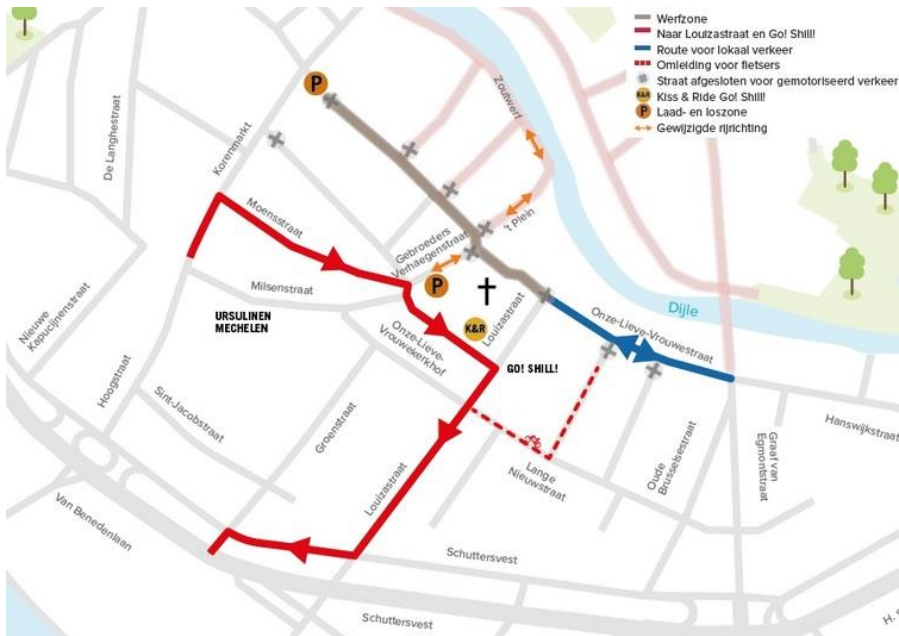 Werfzone
Naar Louizastraat en Go! Shill!
Route voor lokaal verkeer
Omleiding voor fietsers
Straat afgesloten voor gemotoriseerd verkeer
K&R
Kiss & Ride Go! Shill!
P
Laad- en loszone
Gewijzigde rijrichting
De Langhestraat
Korenmarkt
P
Zoutwerf
Moensstraat
Gebroeders
Verhaegenstraat
't Plein
Milsenstraat
P
URSULINEN
MECHELEN
Nieuwe
Kapucijnenstraat
Onze-Lieve-
Vrouwekerkhof
K&R
Louizastraat
Onze-Lieve-Vrouwestraat
Dijle
GO! SHILL!
Hoogstraat
Sint-Jacobstraat
Groenstraat
Louizastraat
Lange
Nieuwstraat
Oude
Brusselsestraat
Graaf van
Egmontstraat
Hanswijkstraat
Van Benedenlaan
Schuttersvest
Schuttersvest